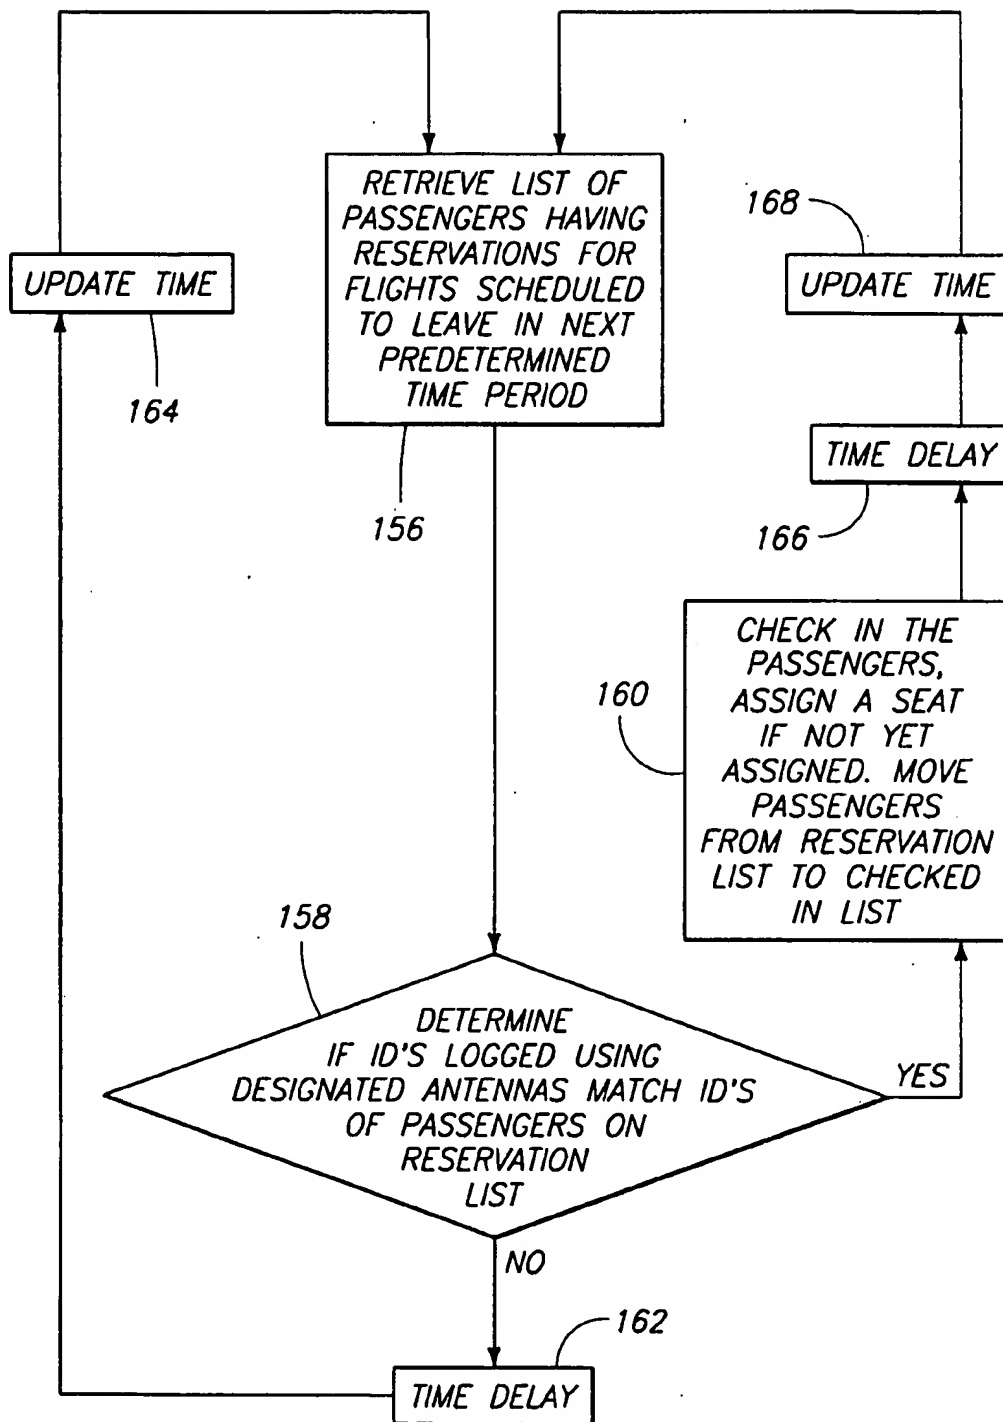 RETRIEVE LIST OF
PASSENGERS HAVING
RESERVATIONS FOR
FLIGHTS SCHEDULED
TO LEAVE IN NEXT
PREDETERMINED
TIME PERIOD
156
UPDATE TIME
164
168
UPDATE TIME
TIME DELAY
166
CHECK IN THE
PASSENGERS,
ASSIGN A SEAT
IF NOT YET
ASSIGNED. MOVE
PASSENGERS
FROM RESERVATION
LIST TO CHECKED
IN LIST
160
158
DETERMINE
IF ID'S LOGGED USING
DESIGNATED ANTENNAS MATCH ID'S
OF PASSENGERS ON
RESERVATION
LIST
YES
NO
162
TIME DELAY